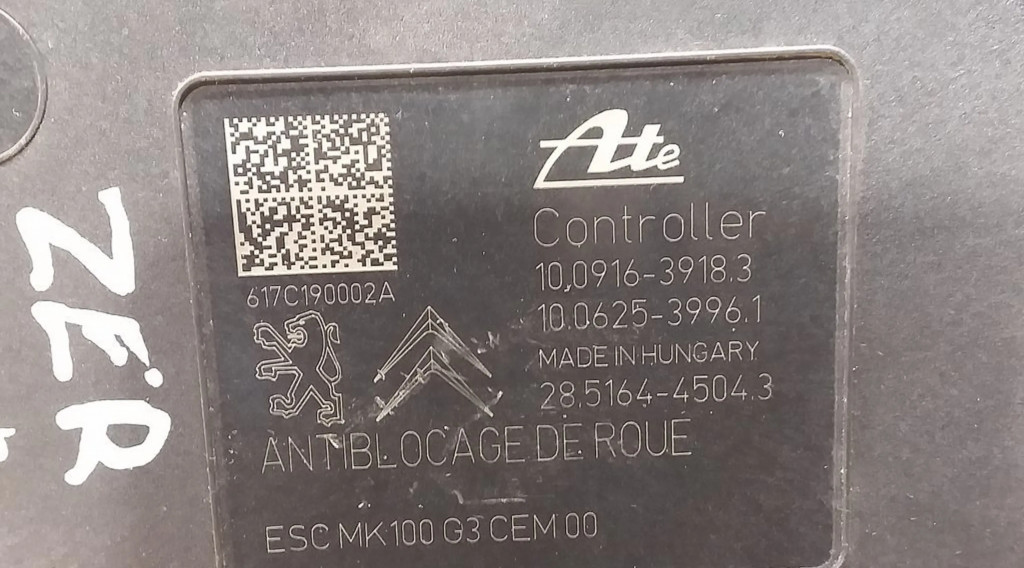 Ate
Controller
10.0916-3918.3
10.0625-3996.1
MADE IN HUNGARY
28.5164-4504.3
617C190002A
ANTIBLOCAGE DE ROUE
ESC MK100 G3 CEM 00
ZER